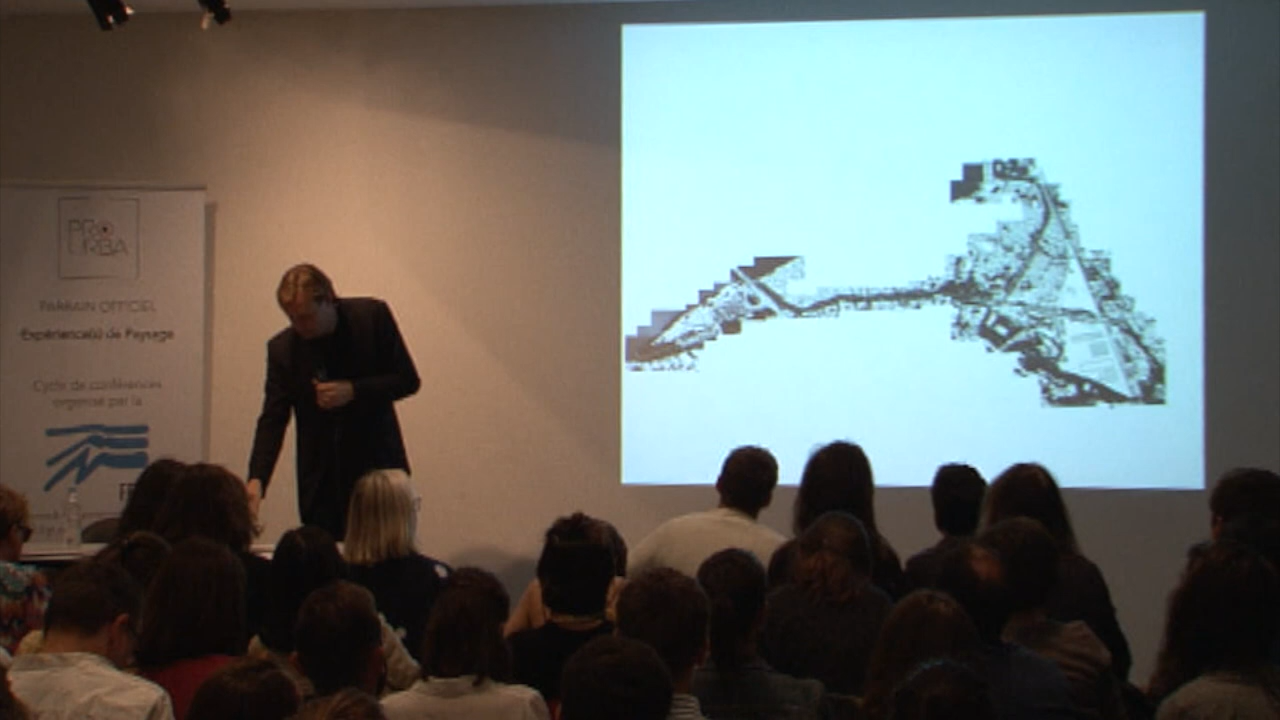 PRO
URBA
PARRAIN OFFICIEL
Expérience(s) de Paysage
Cycle de conférences
organisé par la